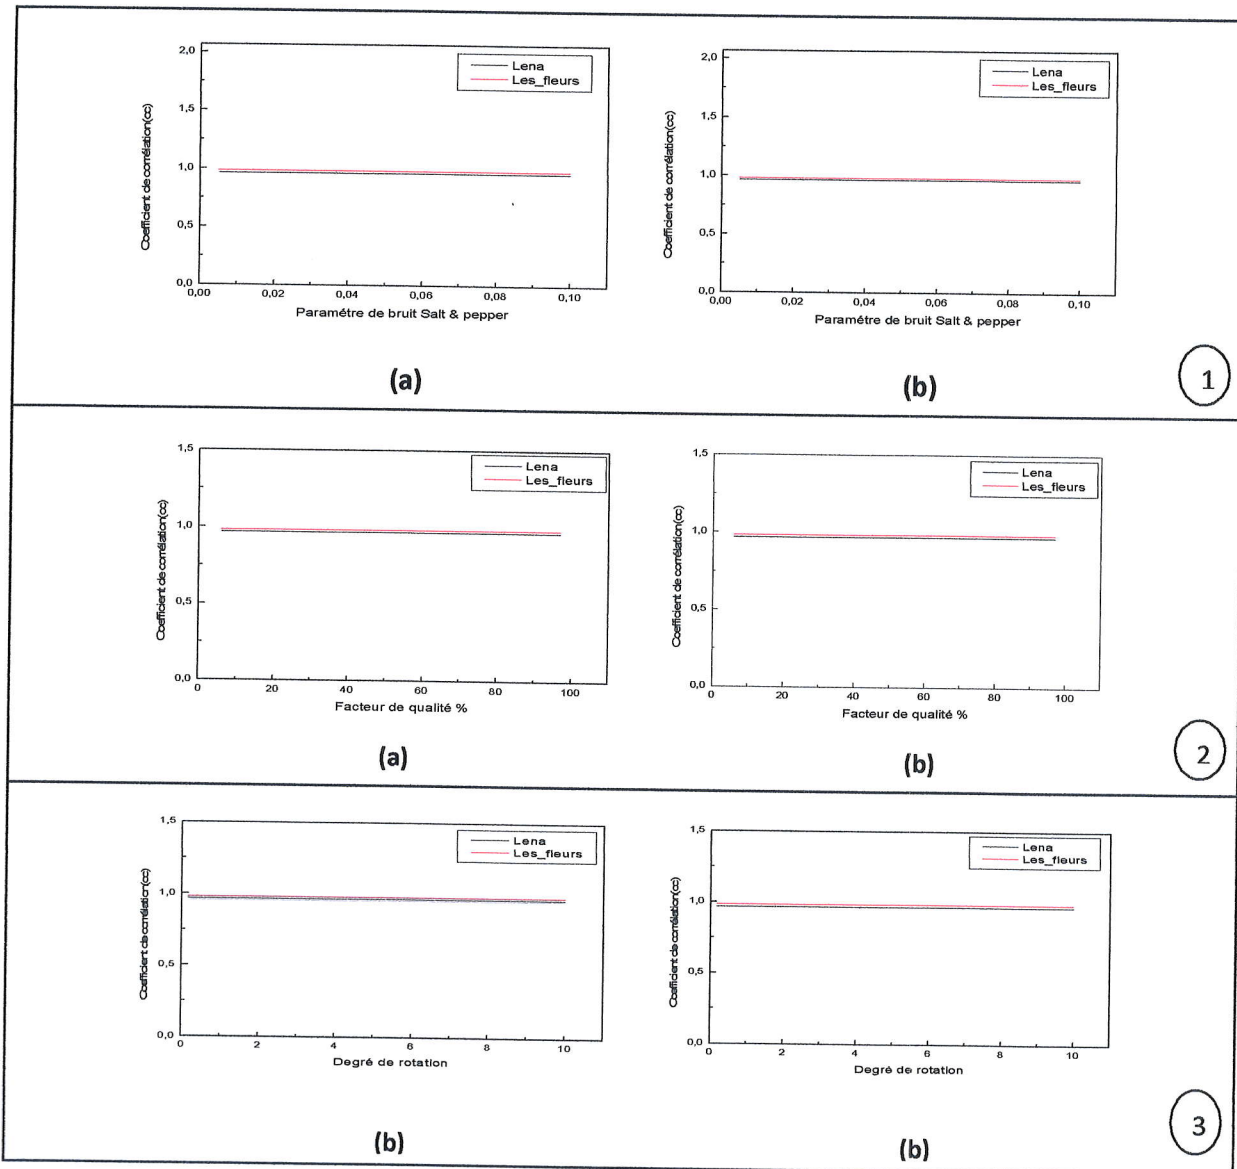 2,0
1,5
1,0
0,5
0,0
Coefficient de corrélation(cc)
Lena
Les_fleurs
0,00 0,02 0,04 0,06 0,08 0,10
Paramétre de bruit Salt & pepper
(a)
2,0
1,5
1,0
0,5
0,0
Coefficient de corrélation(cc)
Lena
Les_fleurs
0,00 0,02 0,04 0,06 0,08 0,10
Paramétre de bruit Salt & pepper
(b)
1
1,5
1,0
0,5
0,0
Coefficient de corrélation(cc)
Lena
Les_fleurs
0 20 40 60 80 100
Facteur de qualité %
(a)
1,5
1,0
0,5
0,0
Coefficient de corrélation(cc)
Lena
Les_fleurs
0 20 40 60 80 100
Facteur de qualité %
(b)
2
1,5
1,0
0,5
0,0
Coefficient de corrélation(cc)
Lena
Les_fleurs
0 2 4 6 8 10
Degré de rotation
(b)
1,5
1,0
0,5
0,0
Coefficient de corrélation(cc)
Lena
Les_fleurs
0 2 4 6 8 10
Degré de rotation
(b)
3